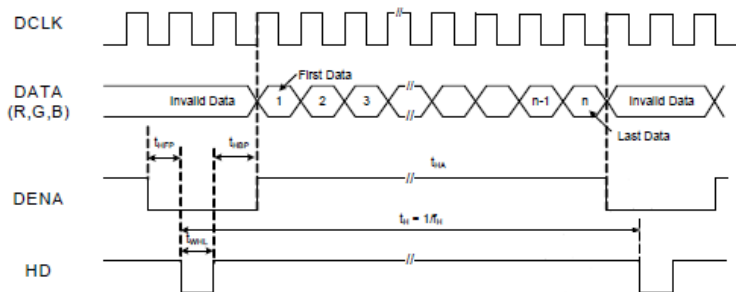 DCLK
//
DATA
(R,G,B)
Invalid Data
First Data
1
2
3
//
//
n-1
n
Invalid Data
Last Data
tHFP
tHBP
tHA
DENA
//
tH = 1/fH
tWHL
HD
//